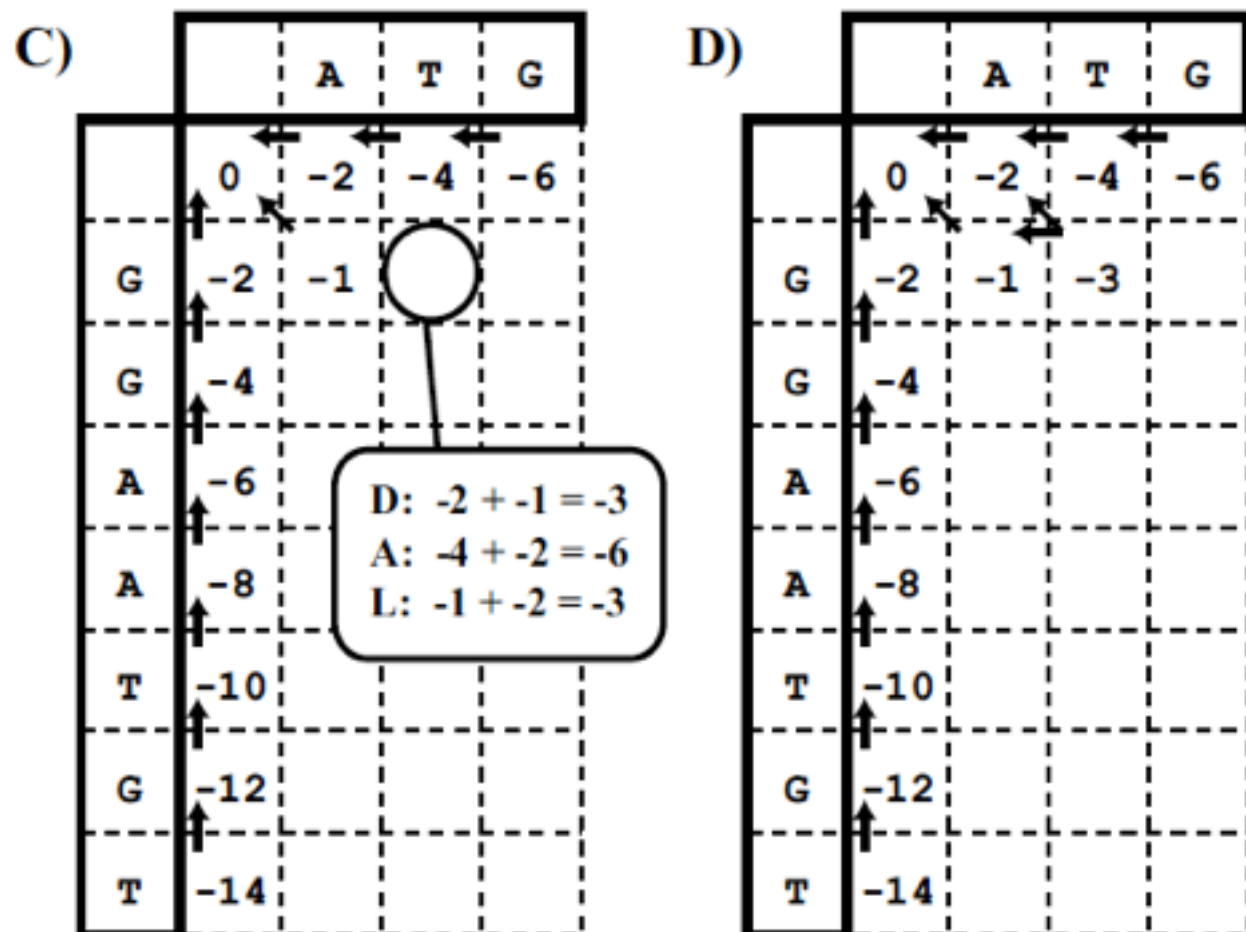 C)
A T G
0 -2 -4 -6
G -2 -1
G -4
A -6
D: -2 + -1 = -3
A: -4 + -2 = -6
L: -1 + -2 = -3
A -8
T -10
G -12
T -14
D)
A T G
0 -2 -4 -6
G -2 -1 -3
G -4
A -6
A -8
T -10
G -12
T -14